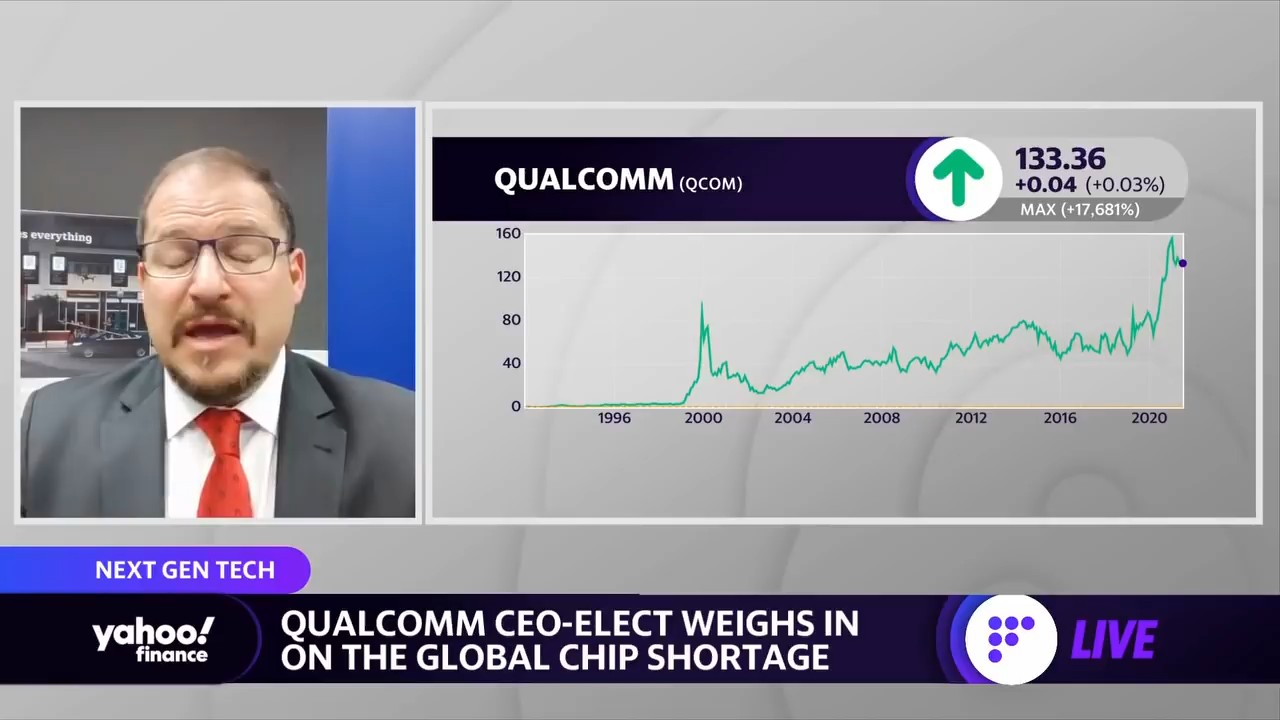 s everything
QUALCOMM (QCOM)
133.36
+0.04 (+0.03%)
MAX (+17,681%)
160
120
80
40
0
1996 2000 2004 2008 2012 2016 2020
NEXT GEN TECH
yahoo!
finance
QUALCOMM CEO-ELECT WEIGHS IN
ON THE GLOBAL CHIP SHORTAGE
LIVE